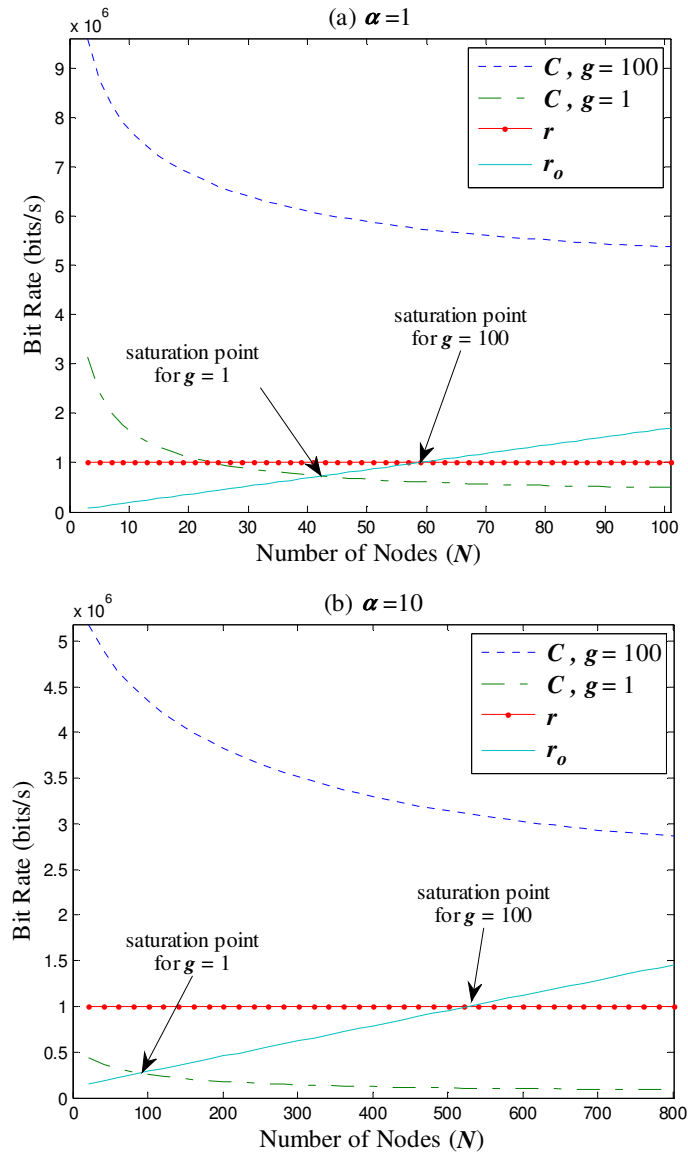 (a) α =1
x 10^6
9
8
7
6
5
4
3
2
1
0
Bit Rate (bits/s)
C , g = 100
C , g = 1
r
r_o
saturation point
for g = 1
saturation point
for g = 100
0 10 20 30 40 50 60 70 80 90 100
Number of Nodes (N)
(b) α =10
x 10^6
5
4.5
4
3.5
3
2.5
2
1.5
1
0.5
0
Bit Rate (bits/s)
C , g = 100
C , g = 1
r
r_o
saturation point
for g = 1
saturation point
for g = 100
0 100 200 300 400 500 600 700 800
Number of Nodes (N)